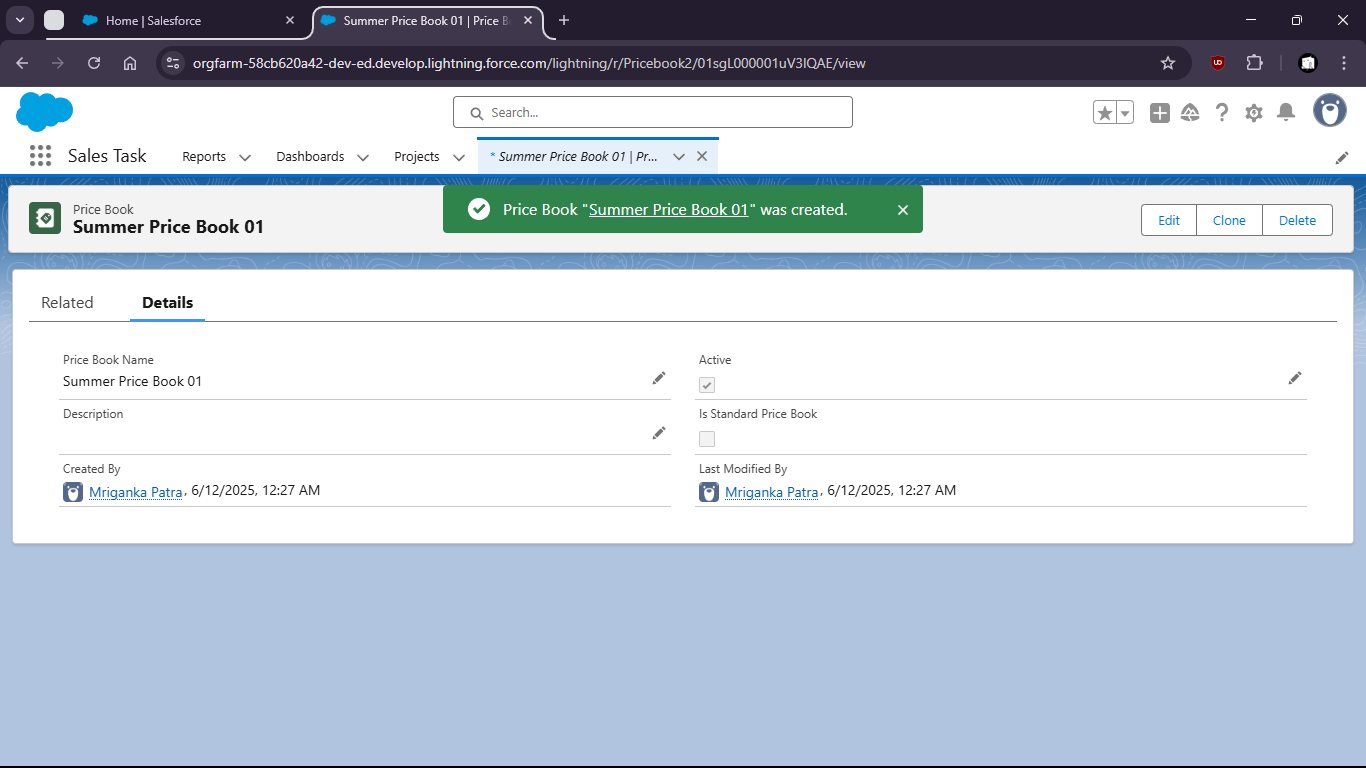 Home | Salesforce
Summer Price Book 01 | Price B
orgfarm-58cb620a42-dev-ed.develop.lightning.force.com/lightning/r/Pricebook2/01sgL000001uV3IQAE/view
Search...
Sales Task
Reports
Dashboards
Projects
* Summer Price Book 01 | Pr...
Price Book
Summer Price Book 01
Price Book "Summer Price Book 01" was created.
Edit
Clone
Delete
Related
Details
Price Book Name
Summer Price Book 01
Active
Description
Is Standard Price Book
Created By
Mriganka Patra, 6/12/2025, 12:27 AM
Last Modified By
Mriganka Patra, 6/12/2025, 12:27 AM